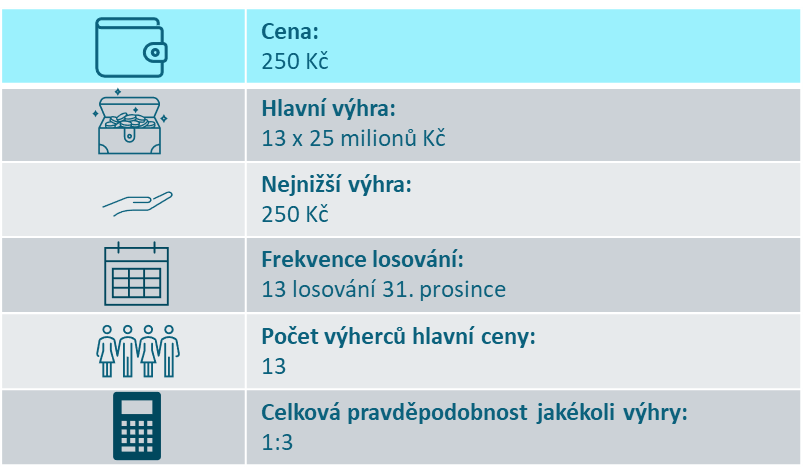 Cena:
250 Kč
Hlavní výhra:
13 x 25 milionů Kč
Nejnižší výhra:
250 Kč
Frekvence losování:
13 losování 31. prosince
Počet výherců hlavní ceny:
13
Celková pravděpodobnost jakékoli výhry:
1:3